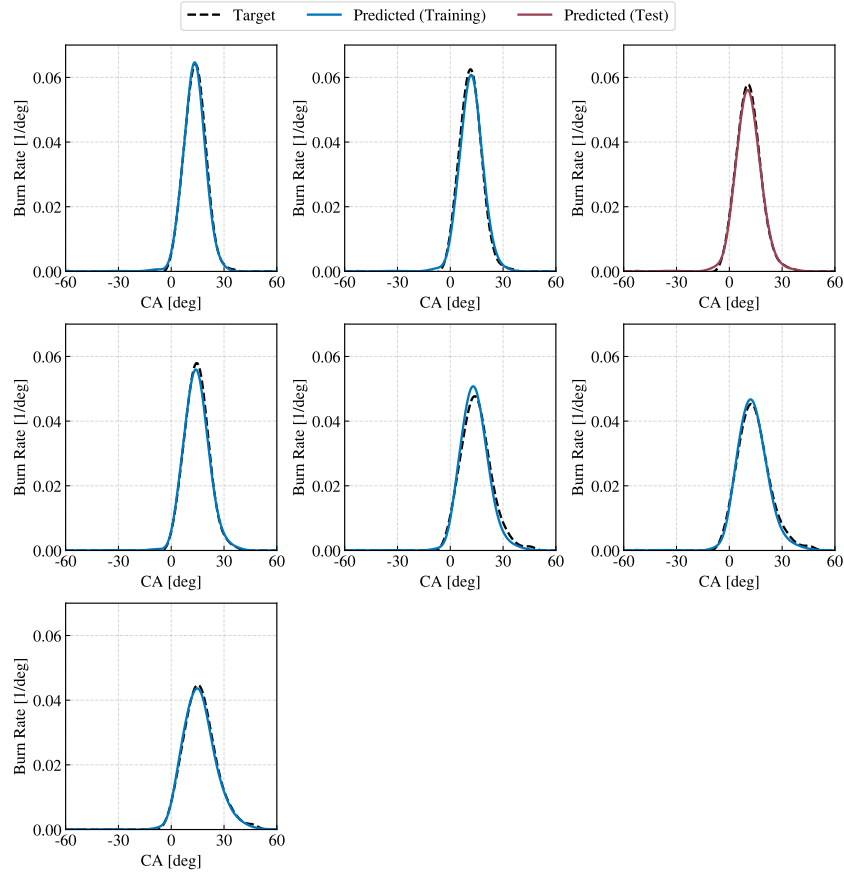 Target Predicted (Training) Predicted (Test)
0.06 0.06 0.06
0.04 0.04 0.04
0.02 0.02 0.02
0.00 0.00 0.00
Burn Rate [1/deg] Burn Rate [1/deg] Burn Rate [1/deg]
-60 -30 0 30 60 -60 -30 0 30 60 -60 -30 0 30 60
CA [deg] CA [deg] CA [deg]
0.06 0.06 0.06
0.04 0.04 0.04
0.02 0.02 0.02
0.00 0.00 0.00
Burn Rate [1/deg] Burn Rate [1/deg] Burn Rate [1/deg]
-60 -30 0 30 60 -60 -30 0 30 60 -60 -30 0 30 60
CA [deg] CA [deg] CA [deg]
0.06
0.04
0.02
0.00
Burn Rate [1/deg]
-60 -30 0 30 60
CA [deg]